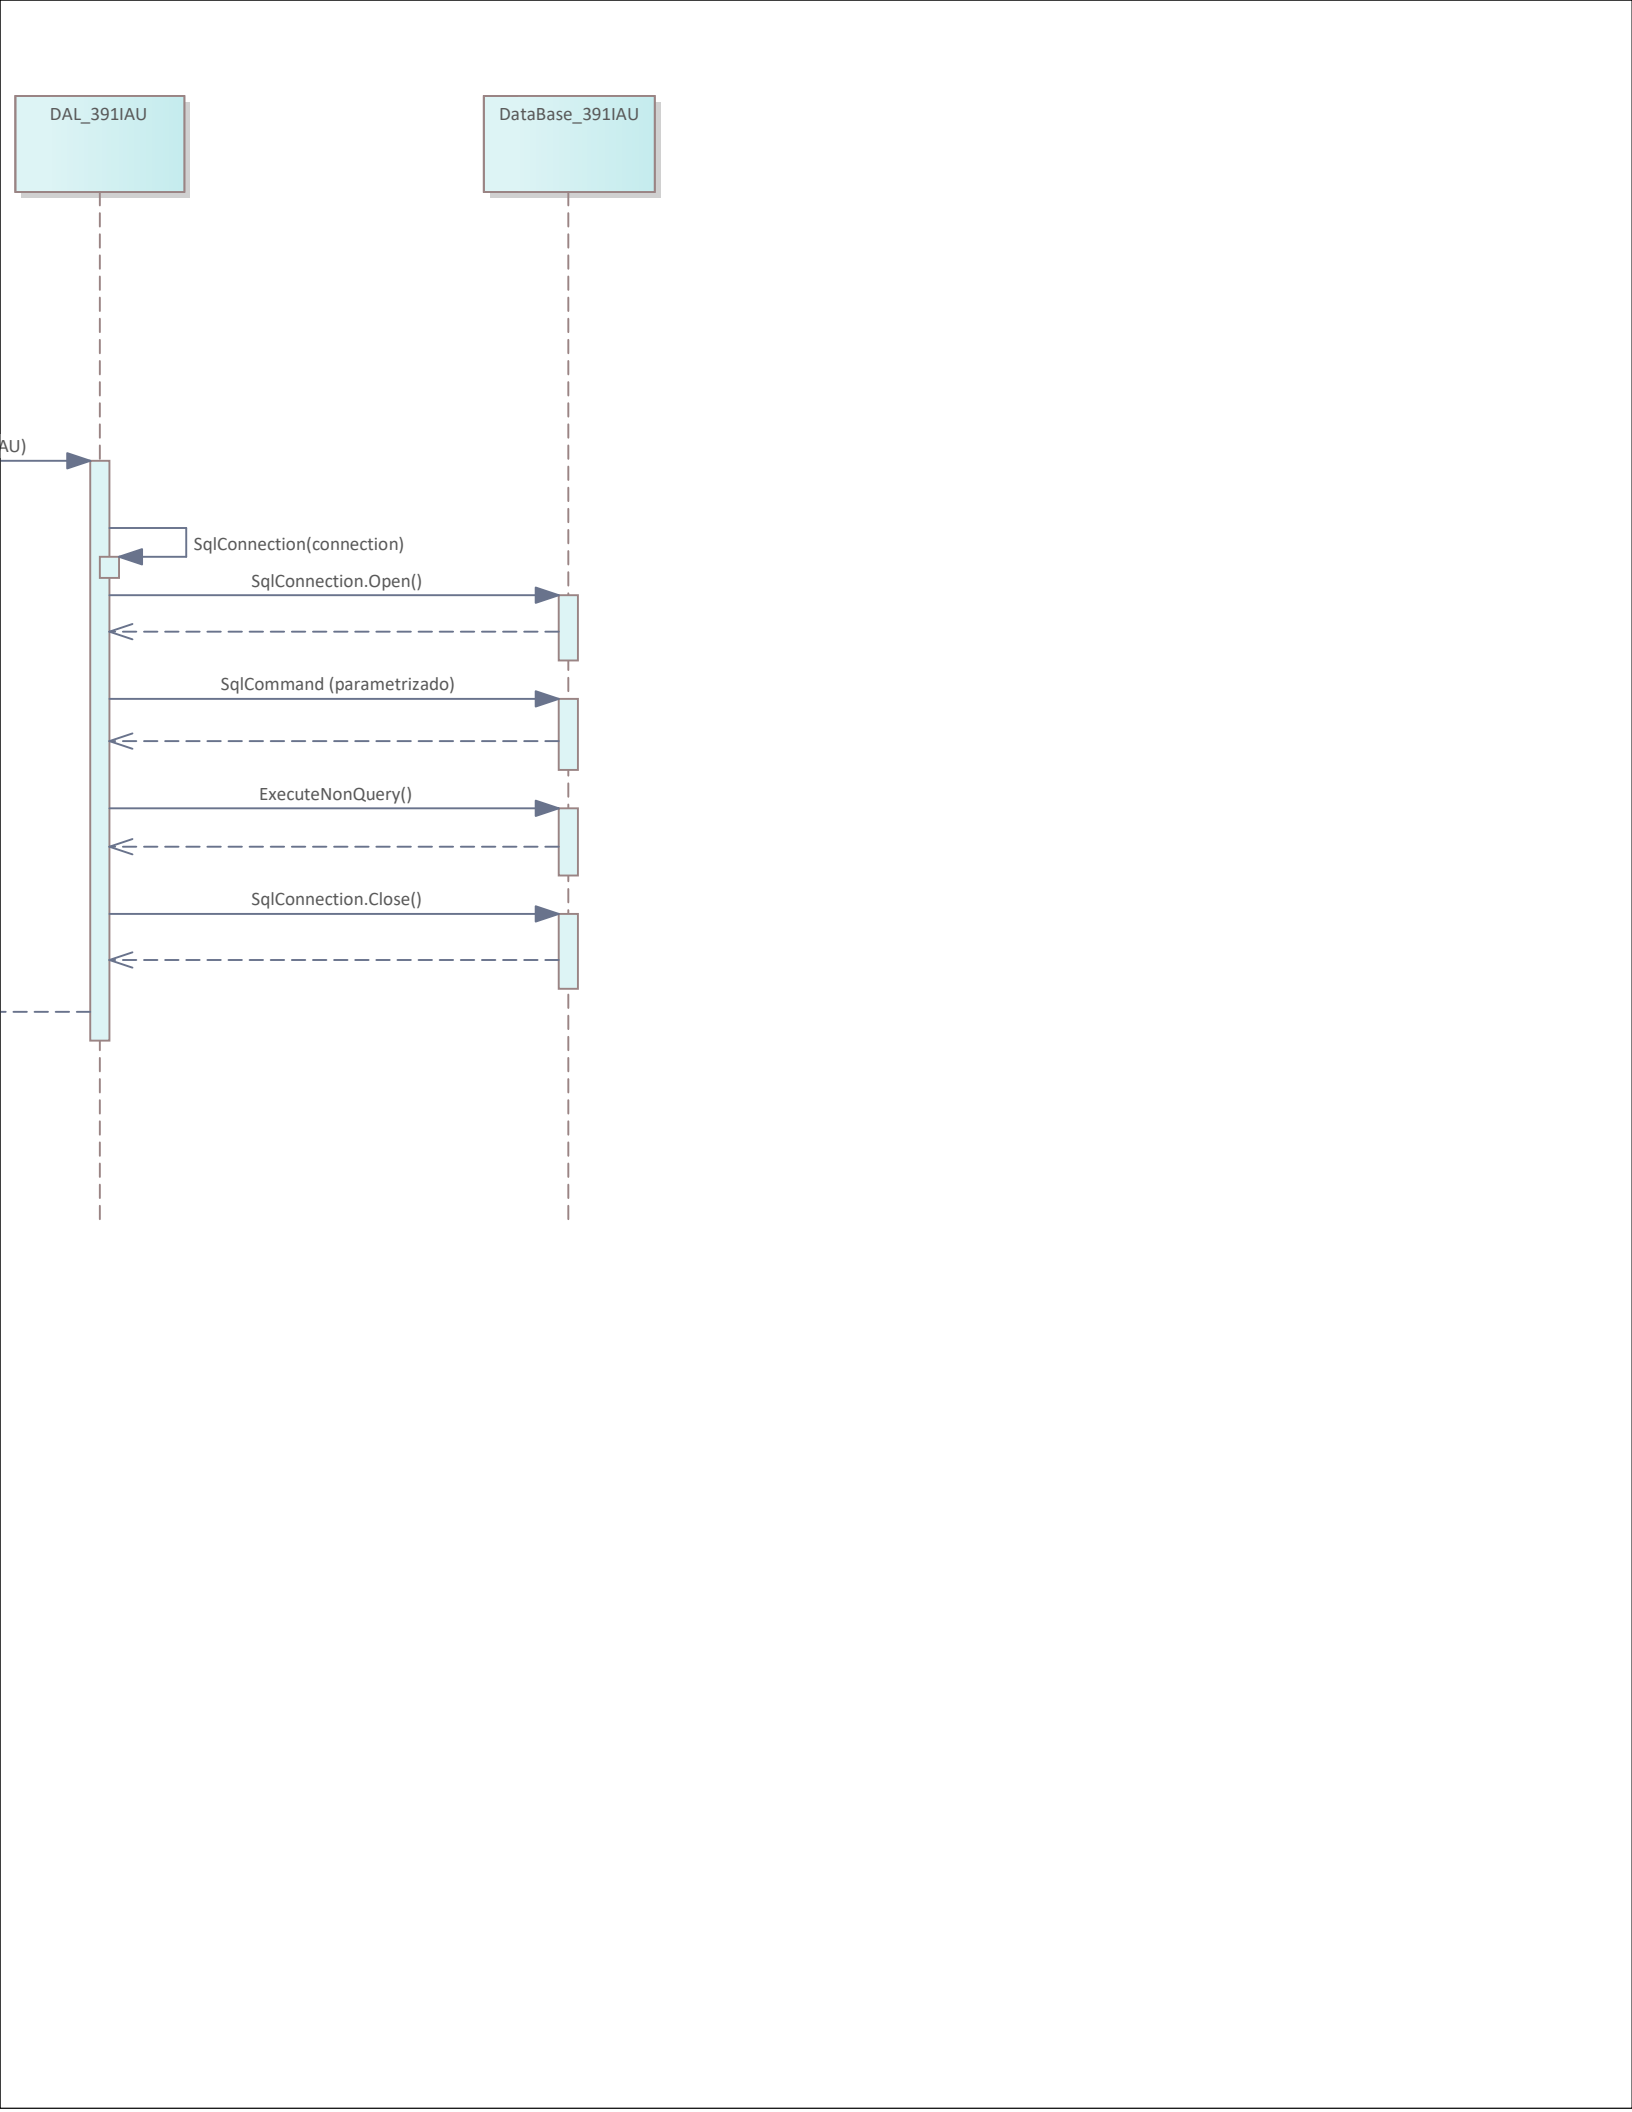 DAL_391IAU
DataBase_391IAU
AU)
SqlConnection(connection)
SqlConnection.Open()
SqlCommand (parametrizado)
ExecuteNonQuery()
SqlConnection.Close()